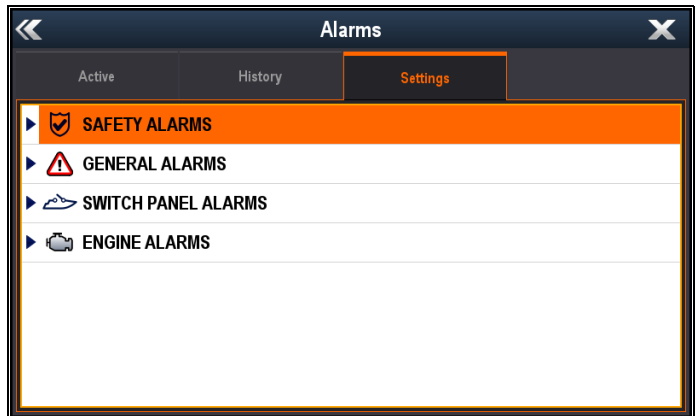 Alarms
Active
History
Settings
SAFETY ALARMS
GENERAL ALARMS
SWITCH PANEL ALARMS
ENGINE ALARMS